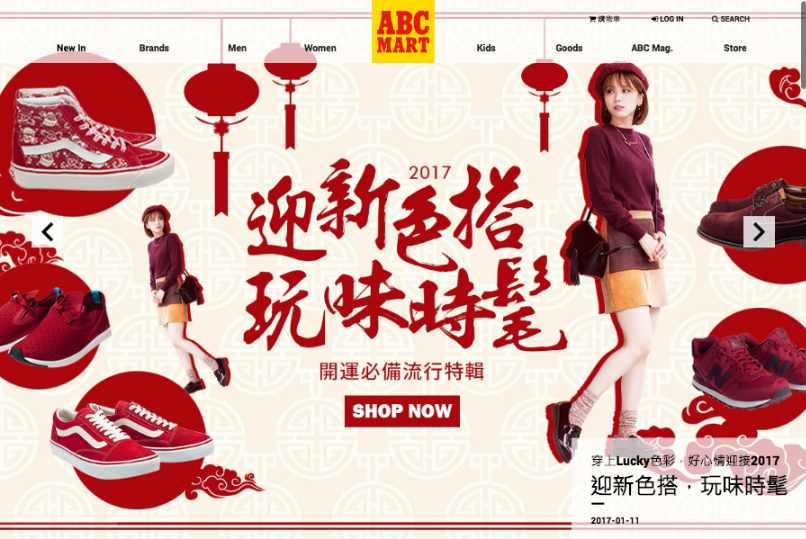 ABC
MART
購物車
LOG IN
SEARCH
New In
Brands
Men
Women
Kids
Goods
ABC Mag.
Store
2017
迎新色搭
玩味時髦
開運必備流行特輯
SHOP NOW
穿上Lucky色彩，好心情迎接2017
迎新色搭，玩味時髦
2017-01-11